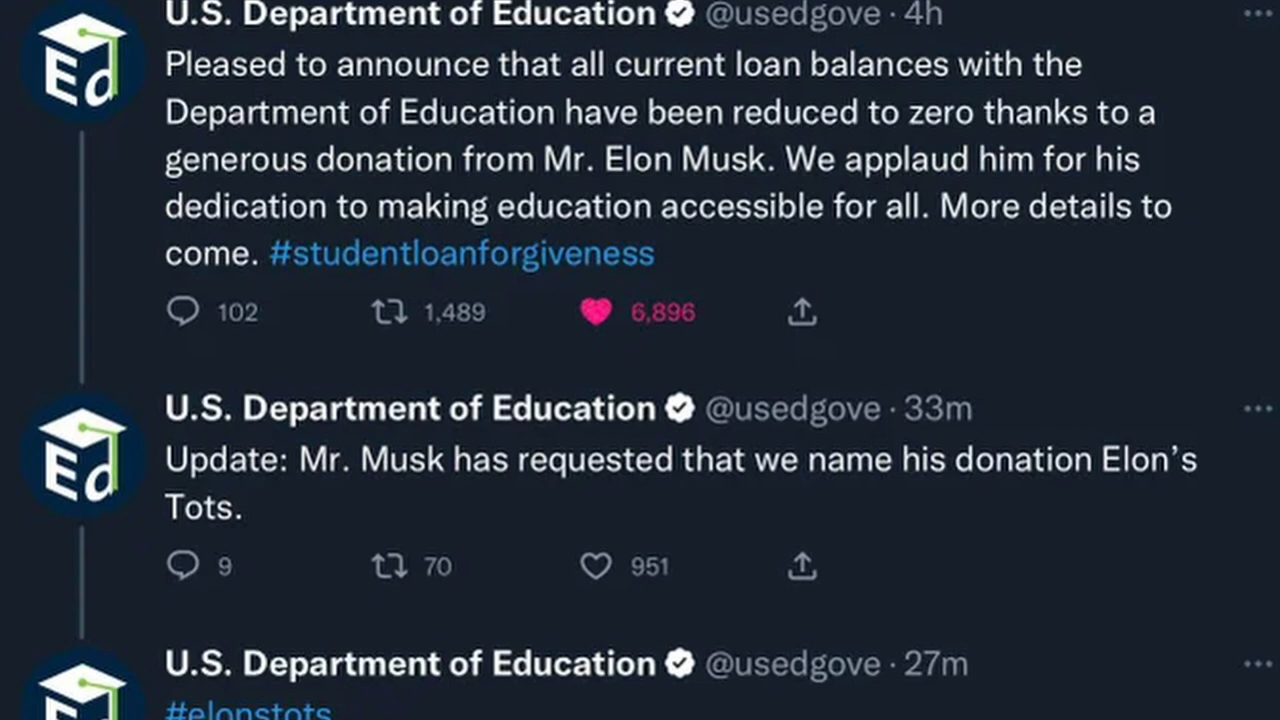 U.S. Department of Education @usedgove · 4h
Pleased to announce that all current loan balances with the
Department of Education have been reduced to zero thanks to a
generous donation from Mr. Elon Musk. We applaud him for his
dedication to making education accessible for all. More details to
come. #studentloanforgiveness
102 1,489 6,896
Ed
U.S. Department of Education @usedgove · 33m
Update: Mr. Musk has requested that we name his donation Elon’s
Tots.
9 70 951
Ed
U.S. Department of Education @usedgove · 27m
#elonstots
Ed